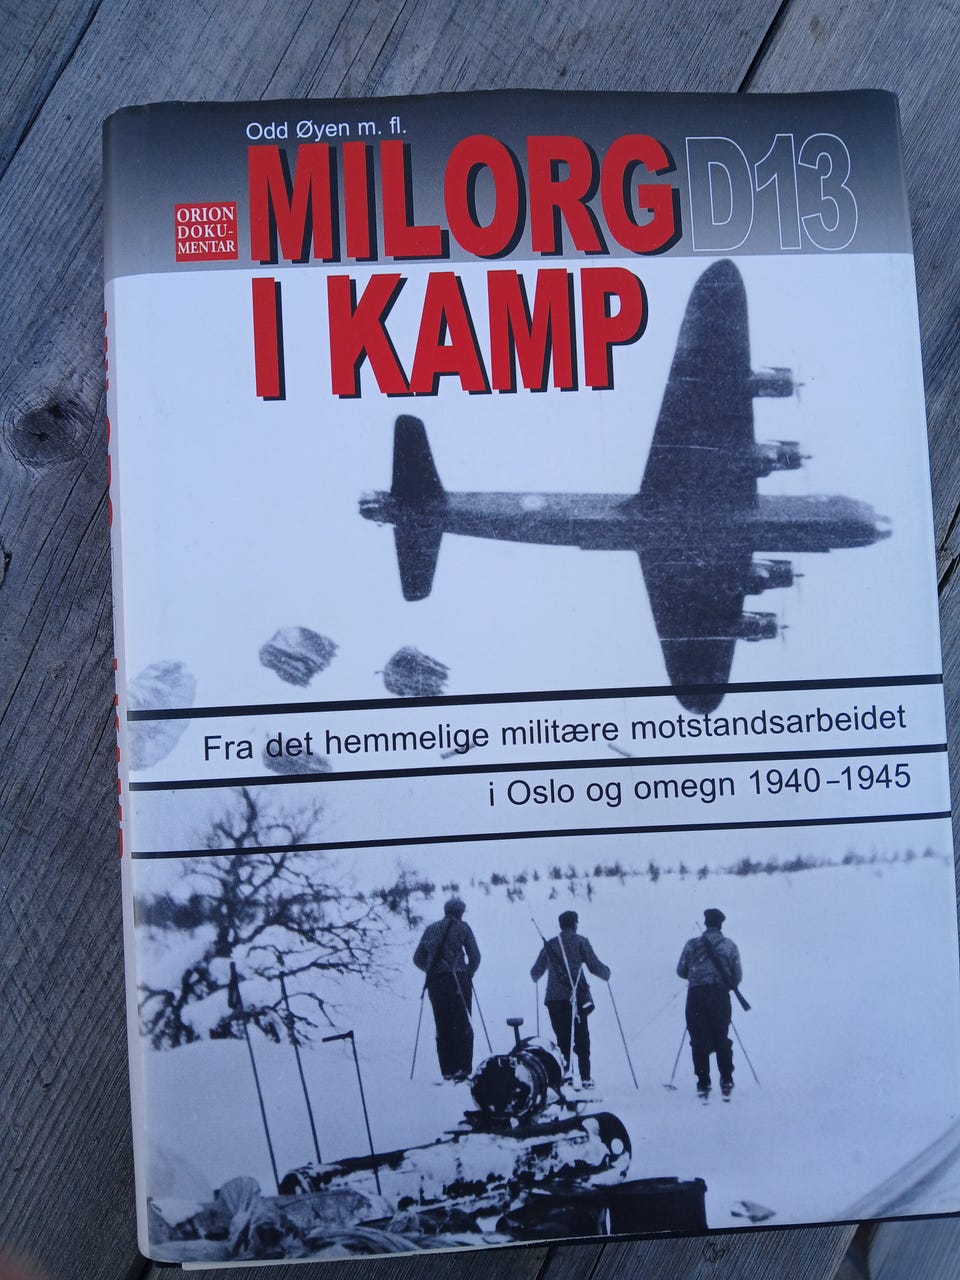 Odd Øyen m. fl.
MILORG D13
I KAMP
ORION
DOKU-
MENTAR
Fra det hemmelige militære motstandsarbeidet
i Oslo og omegn 1940-1945